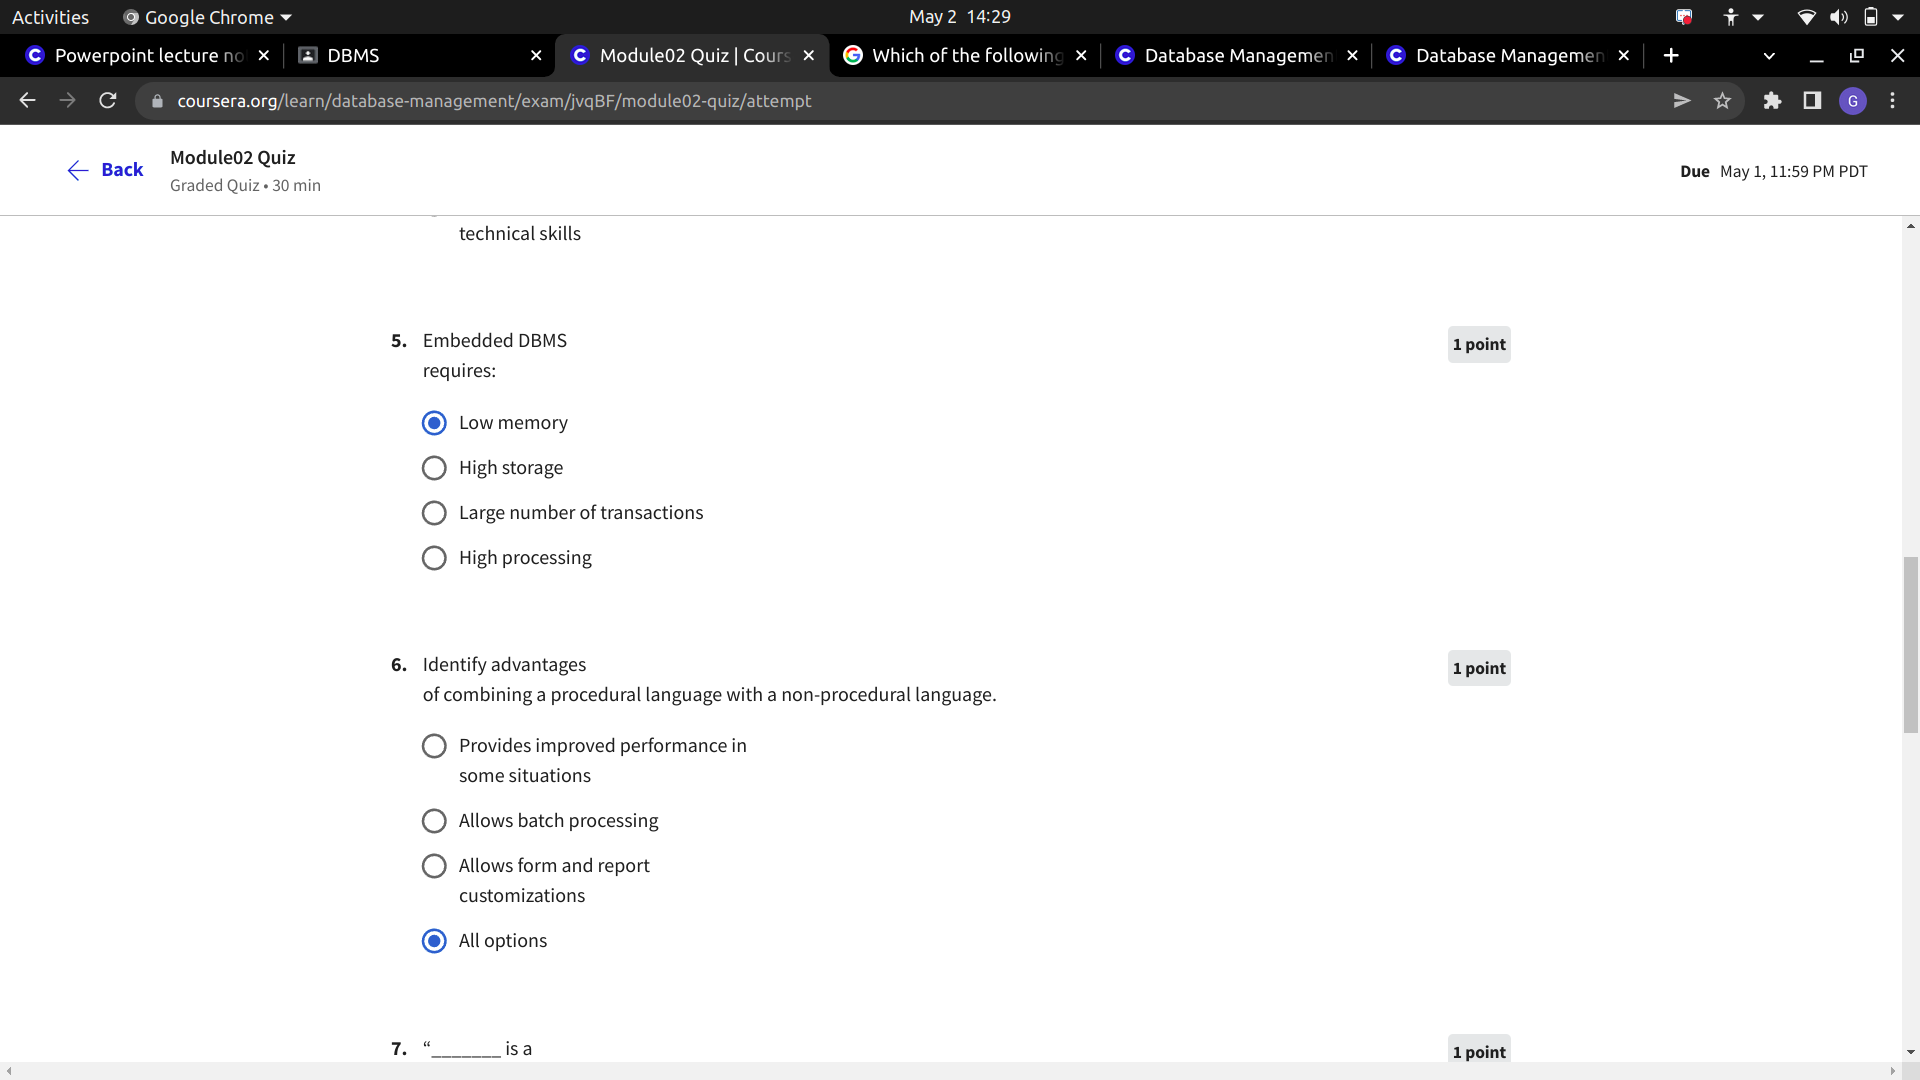 Activities
Google Chrome
May 2 14:29
Powerpoint lecture no
DBMS
Module02 Quiz | Cours
Which of the following
Database Managemen
Database Managemen
coursera.org/learn/database-management/exam/jvqBF/module02-quiz/attempt
G
Back
Module02 Quiz
Graded Quiz • 30 min
Due May 1, 11:59 PM PDT
technical skills
5. Embedded DBMS
requires:
1 point
Low memory
High storage
Large number of transactions
High processing
6. Identify advantages
of combining a procedural language with a non-procedural language.
1 point
Provides improved performance in
some situations
Allows batch processing
Allows form and report
customizations
All options
7. “_______ is a
1 point